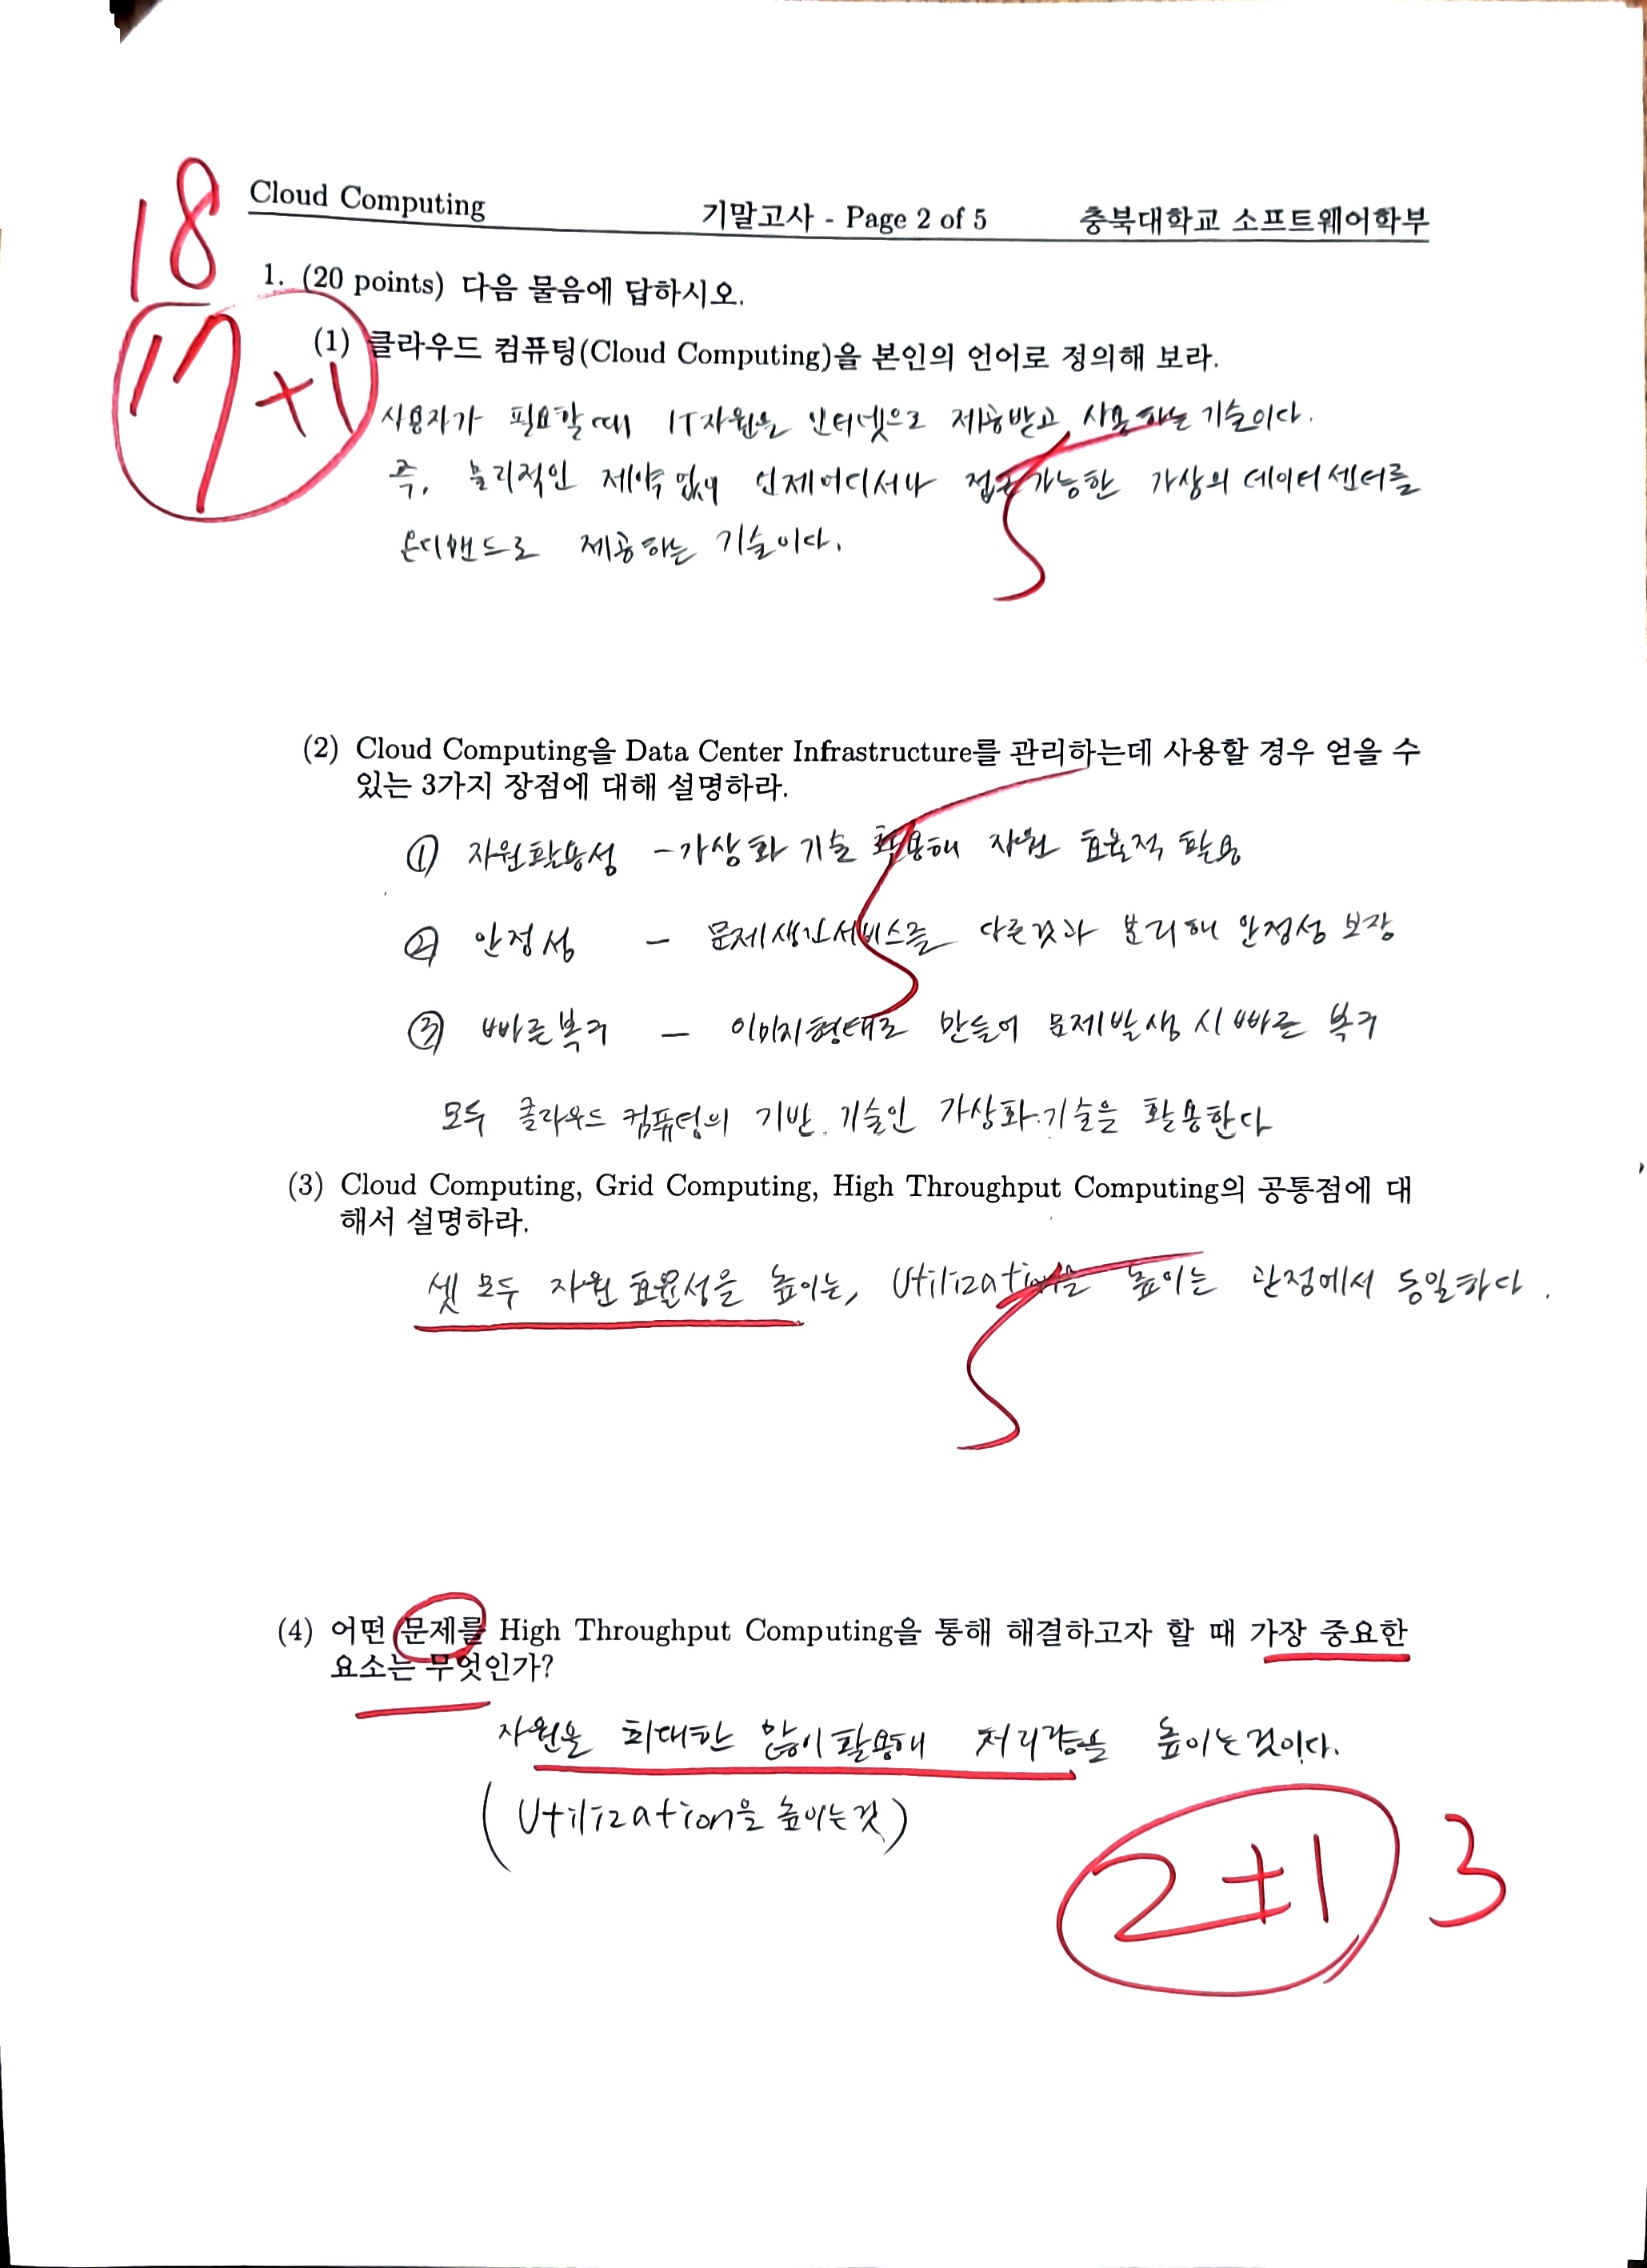 18
Cloud Computing 기말고사 - Page 2 of 5 충북대학교 소프트웨어학부
1. (20 points) 다음 물음에 답하시오.
17+1
(1) 클라우드 컴퓨팅(Cloud Computing)을 본인의 언어로 정의해 보라.
사용자가 필요할 때 IT자원을 인터넷으로 제공받고 사용하는 기술이다.
즉, 물리적인 제약 없이 언제어디서나 접근가능한 가상의 데이터센터를
온디맨드로 제공하는 기술이다.
5
(2) Cloud Computing을 Data Center Infrastructure를 관리하는데 사용할 경우 얻을 수
있는 3가지 장점에 대해 설명하라.
① 자원활용성 - 가상화 기술 활용해 자원 효율적 활용
② 안정성 - 문제생긴서비스를 다른것과 분리해 안정성 보장
5
③ 빠른복구 - 이미지형태로 만들어 문제발생 시 빠른 복구
모두 클라우드 컴퓨팅의 기반 기술인 가상화 기술을 활용한다
(3) Cloud Computing, Grid Computing, High Throughput Computing의 공통점에 대
해서 설명하라.
셋 모두 자원 효율성을 높이는, Utilization을 높이는 관점에서 동일하다.
5
(4) 어떤 문제를 High Throughput Computing을 통해 해결하고자 할 때 가장 중요한
요소는 무엇인가?
자원을 최대한 많이 활용해 처리량을 높이는것이다.
(Utilization을 높이는것)
2+1 3